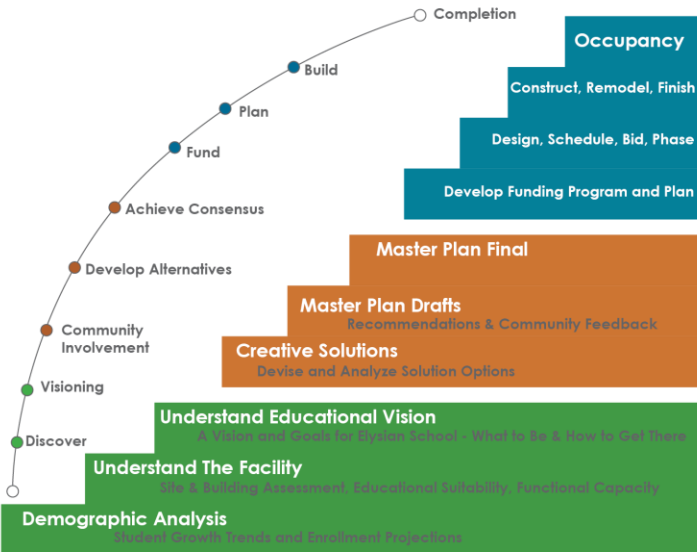 Completion
Build
Plan
Fund
Achieve Consensus
Develop Alternatives
Community
Involvement
Visioning
Discover
Occupancy
Construct, Remodel, Finish
Design, Schedule, Bid, Phase
Develop Funding Program and Plan
Master Plan Final
Master Plan Drafts
Recommendations & Community Feedback
Creative Solutions
Devise and Analyze Solution Options
Understand Educational Vision
A Vision and Goals for Elysian School - What to Be & How to Get There
Understand The Facility
Site & Building Assessment, Educational Suitability, Functional Capacity
Demographic Analysis
Student Growth Trends and Enrollment Projections